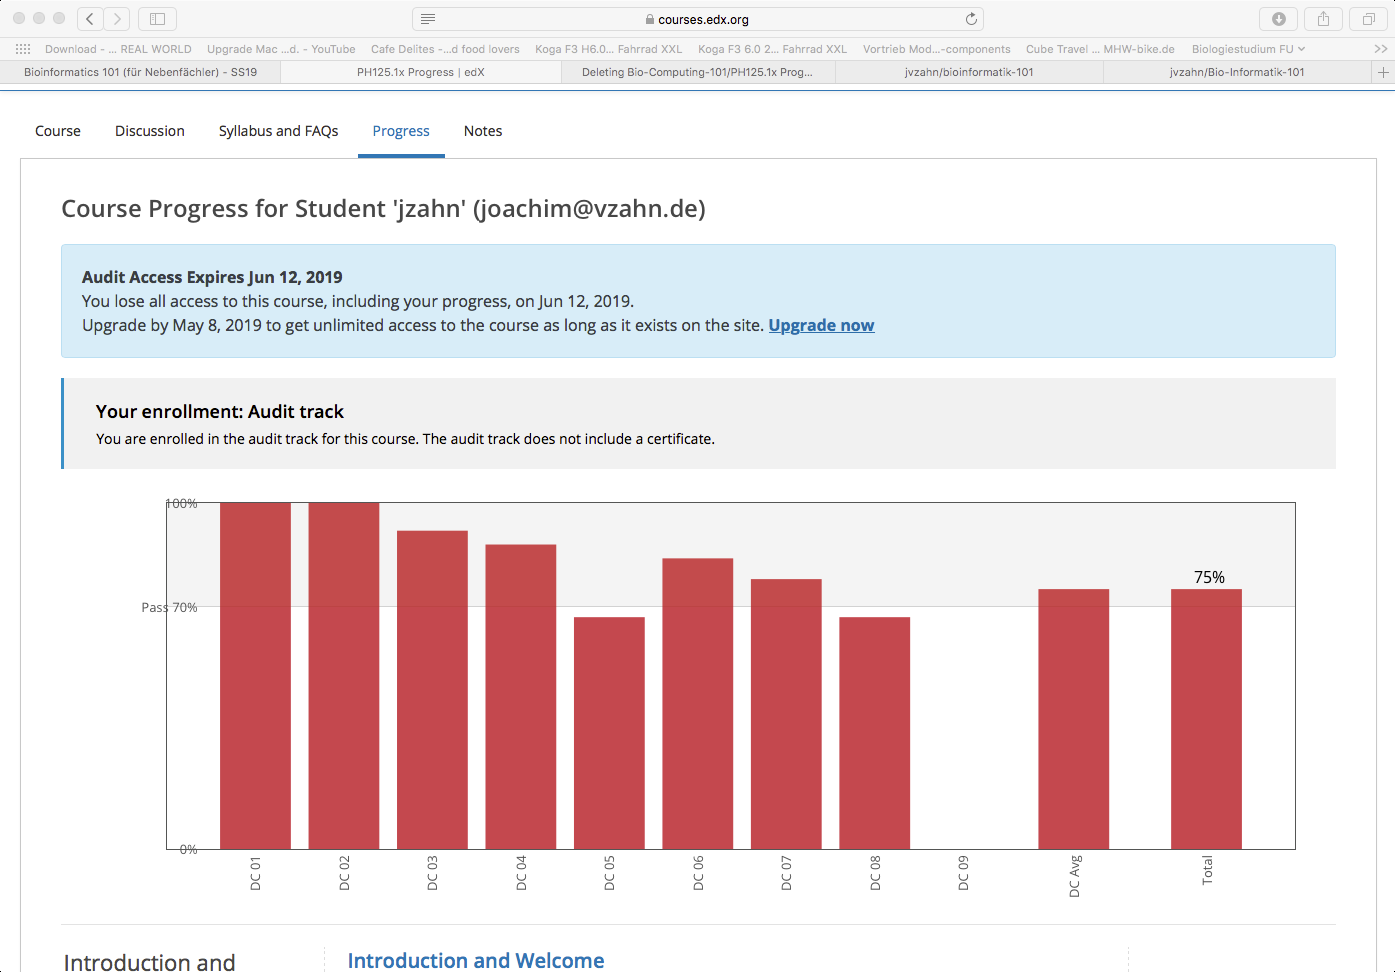 courses.edx.org
Download - ... REAL WORLD Upgrade Mac ...d. - YouTube Cafe Delites -...d food lovers Koga F3 H6.0... Fahrrad XXL Koga F3 6.0 2... Fahrrad XXL Vortrieb Mod...-components Cube Travel ... MHW-bike.de Biologiestudium FU
Bioinformatics 101 (für Nebenfächler) - SS19 PH125.1x Progress | edX Deleting Bio-Computing-101/PH125.1x Prog... jvzahn/bioinformatik-101 jvzahn/Bio-Informatik-101
Course Discussion Syllabus and FAQs Progress Notes
Course Progress for Student 'jzahn' (joachim@vzahn.de)
Audit Access Expires Jun 12, 2019
You lose all access to this course, including your progress, on Jun 12, 2019.
Upgrade by May 8, 2019 to get unlimited access to the course as long as it exists on the site. Upgrade now
Your enrollment: Audit track
You are enrolled in the audit track for this course. The audit track does not include a certificate.
100%
75%
Pass 70%
0%
DC 01 DC 02 DC 03 DC 04 DC 05 DC 06 DC 07 DC 08 DC 09 DC Avg Total
Introduction and Introduction and Welcome